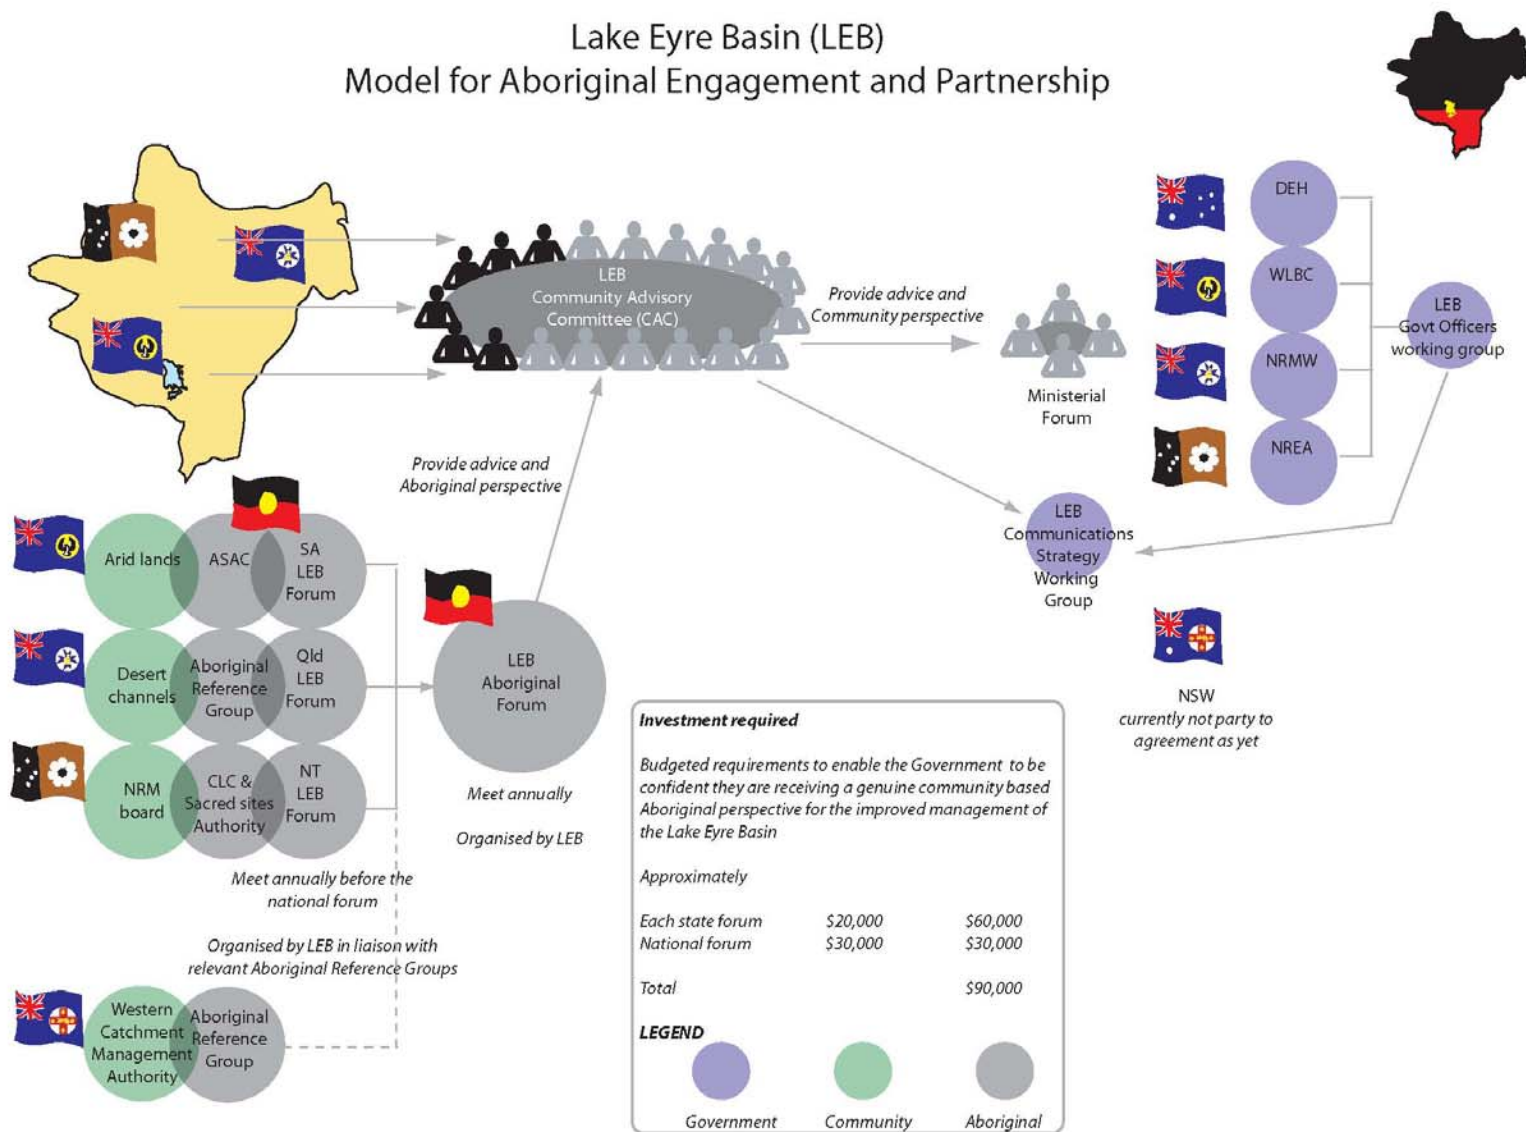 Lake Eyre Basin (LEB)
Model for Aboriginal Engagement and Partnership
LEB
Community Advisory
Committee (CAC)
Provide advice and
Community perspective
Ministerial
Forum
DEH
WLBC
NRMW
NREA
LEB
Govt Officers
working group
Provide advice and
Aboriginal perspective
LEB
Communications
Strategy
Working
Group
Arid lands
ASAC
SA
LEB
Forum
Desert
channels
Aboriginal
Reference
Group
Qld
LEB
Forum
NRM
board
CLC &
Sacred sites
Authority
NT
LEB
Forum
LEB
Aboriginal
Forum
Meet annually
Organised by LEB
Meet annually before the
national forum
Organised by LEB in liaison with
relevant Aboriginal Reference Groups
Western
Catchment
Management
Authority
Aboriginal
Reference
Group
NSW
currently not party to
agreement as yet
Investment required
Budgeted requirements to enable the Government to be
confident they are receiving a genuine community based
Aboriginal perspective for the improved management of
the Lake Eyre Basin
Approximately
Each state forum $20,000 $60,000
National forum $30,000 $30,000
Total $90,000
LEGEND
Government Community Aboriginal